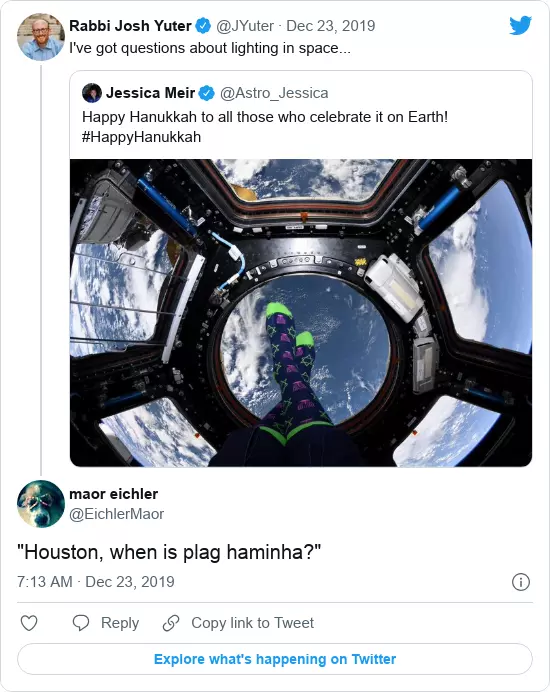 Rabbi Josh Yuter @JYuter · Dec 23, 2019
I've got questions about lighting in space...
Jessica Meir @Astro_Jessica
Happy Hanukkah to all those who celebrate it on Earth!
#HappyHanukkah
maor eichler
@EichlerMaor
"Houston, when is plag haminha?"
7:13 AM · Dec 23, 2019
Reply Copy link to Tweet
Explore what's happening on Twitter